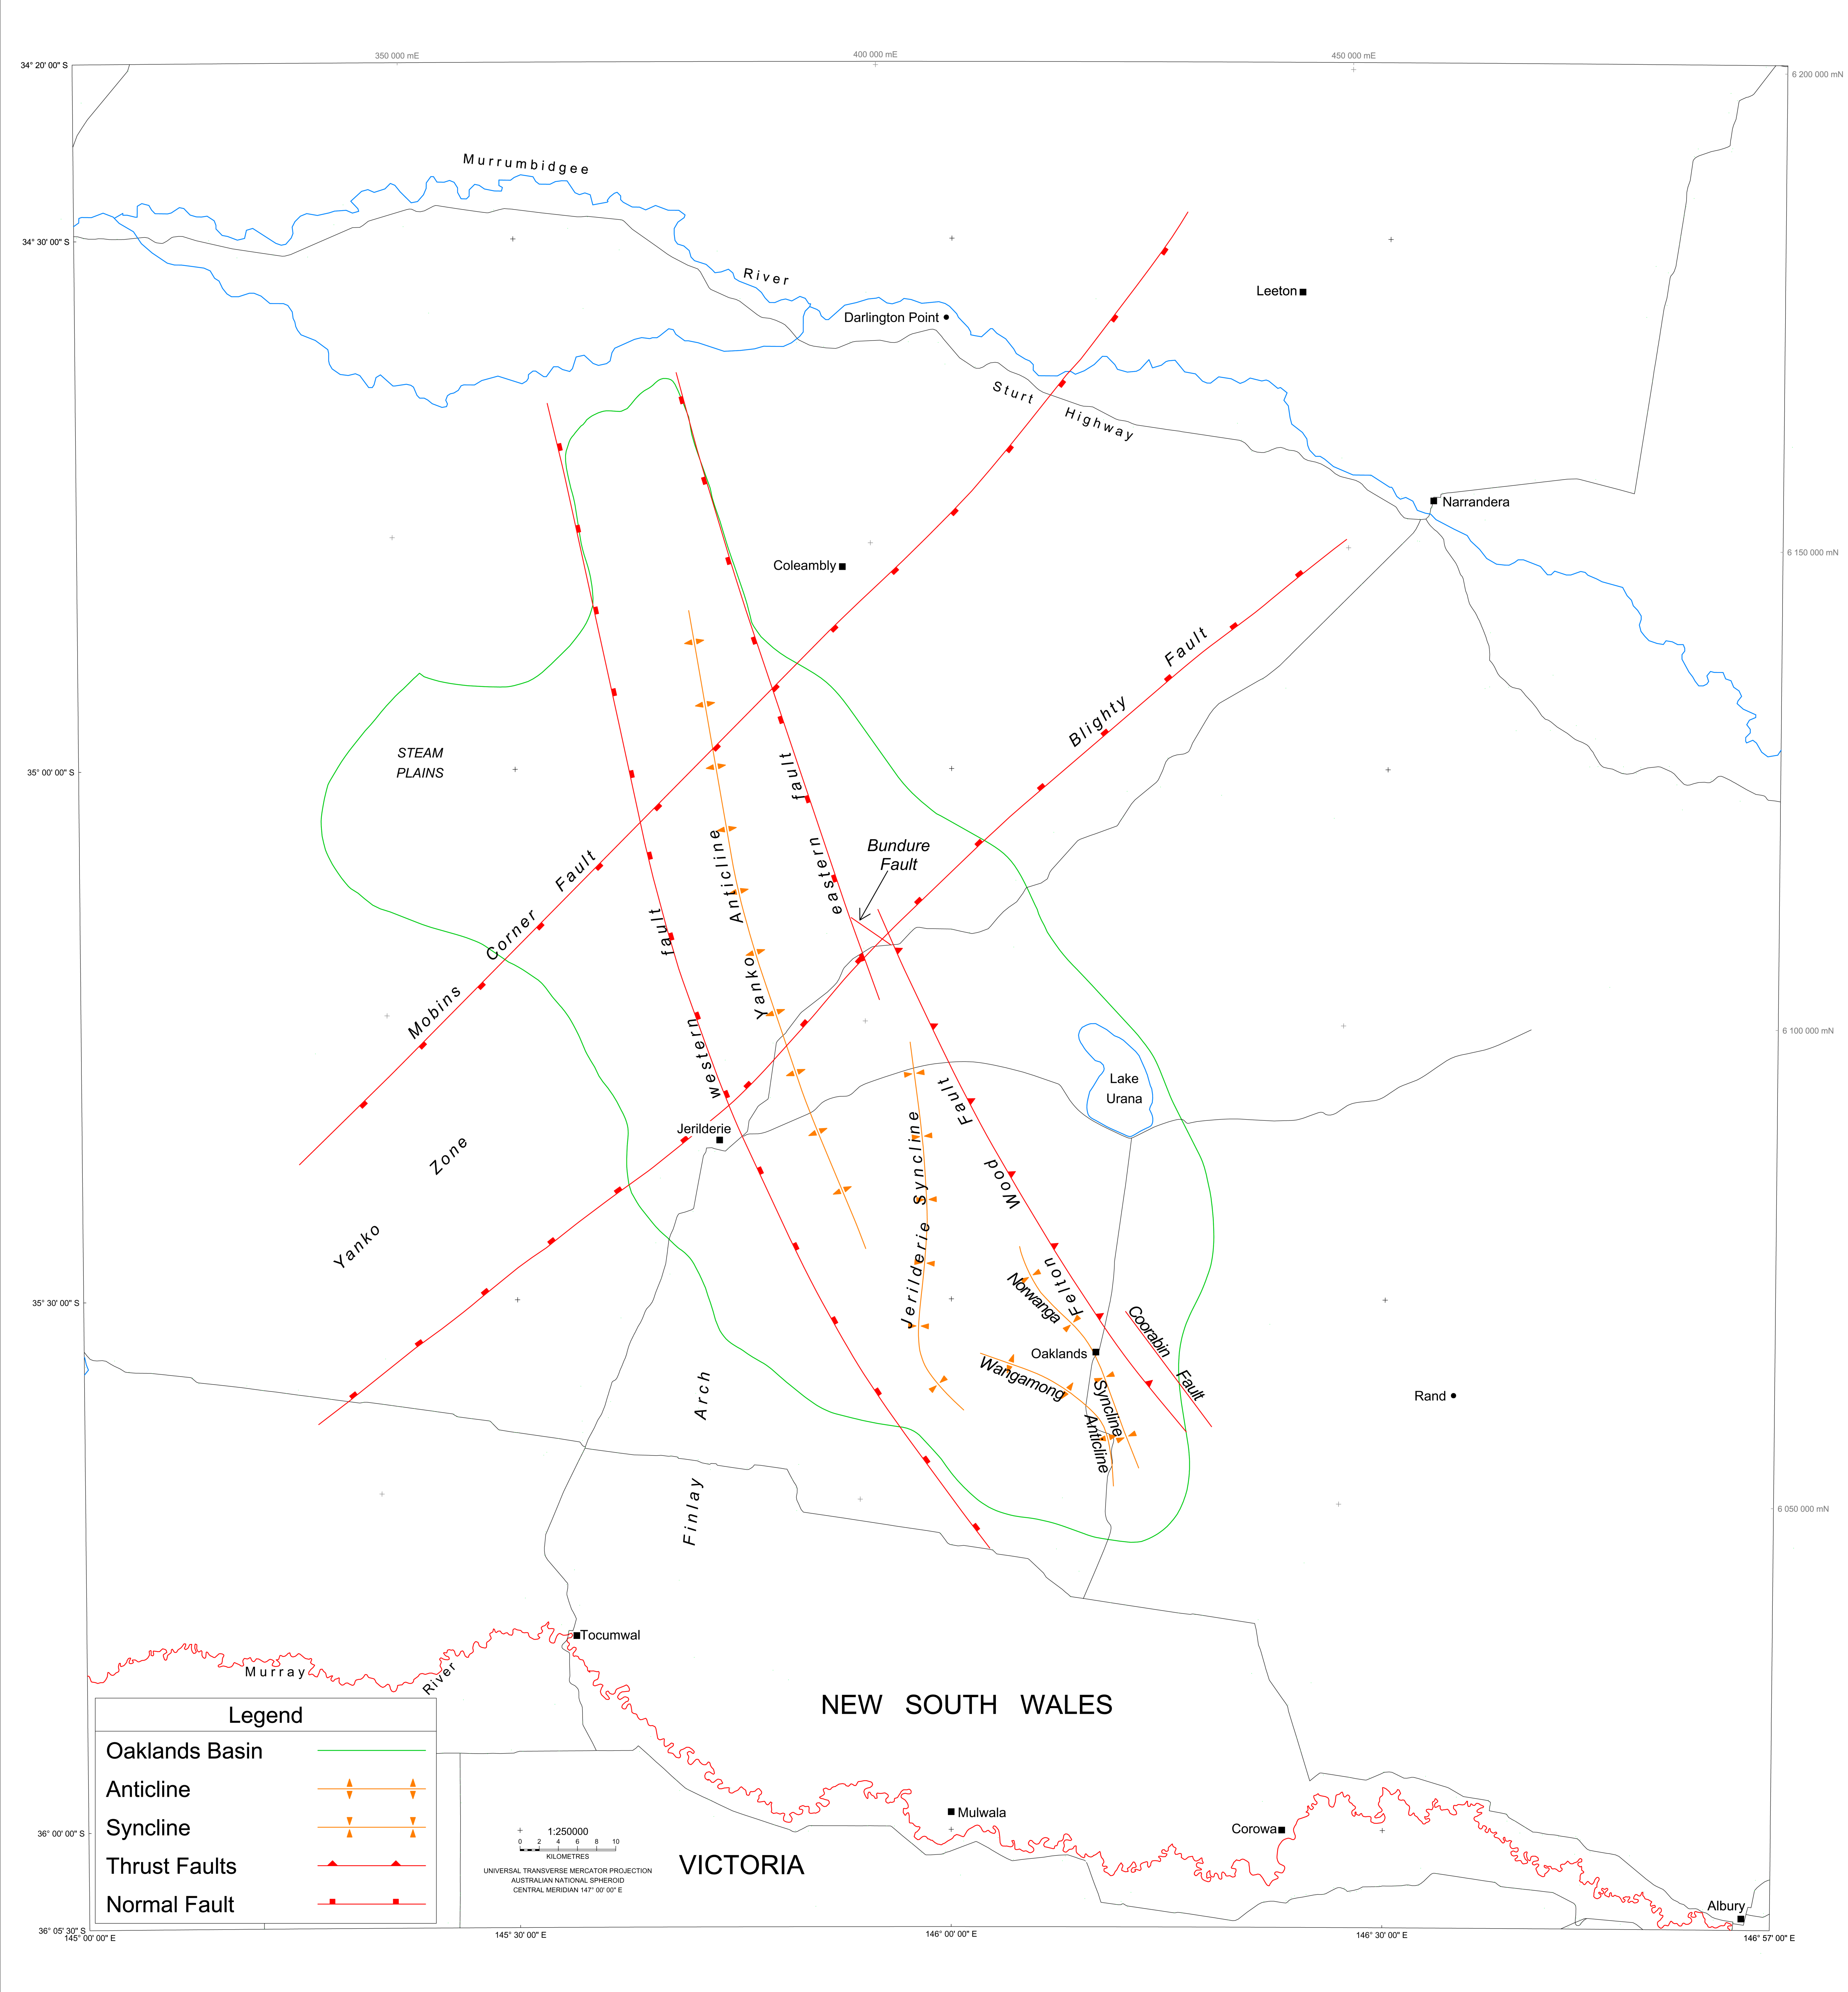 350 000 mE
400 000 mE
450 000 mE
34° 20' 00" S
6 200 000 mN
Murrumbidgee
34° 30' 00" S
River
Leeton
Darlington Point
Sturt
Highway
Narrandera
6 150 000 mN
Coleambly
Blighty Fault
STEAM
PLAINS
35° 00' 00" S
eastern fault
Bundure
Fault
Yanko Anticline
Mobins Corner Fault
western fault
6 100 000 mN
Lake
Urana
Jerilderie
Yanko Zone
Jerilderie Syncline
Felton Wood Fault
35° 30' 00" S
Norwanga
Syncline
Coorabin
Fault
Oaklands
Wangamong
Anticline
Rand
Finlay Arch
6 050 000 mN
Tocumwal
Murray
River
NEW SOUTH WALES
Legend
Oaklands Basin
Anticline
Syncline
Thrust Faults
Normal Fault
Mulwala
Corowa
36° 00' 00" S
1:250000
0 2 4 6 8 10
KILOMETRES
UNIVERSAL TRANSVERSE MERCATOR PROJECTION
AUSTRALIAN NATIONAL SPHEROID
CENTRAL MERIDIAN 147° 00' 00" E
VICTORIA
Albury
36° 05' 30" S
145° 00' 00" E
145° 30' 00" E
146° 00' 00" E
146° 30' 00" E
146° 57' 00" E